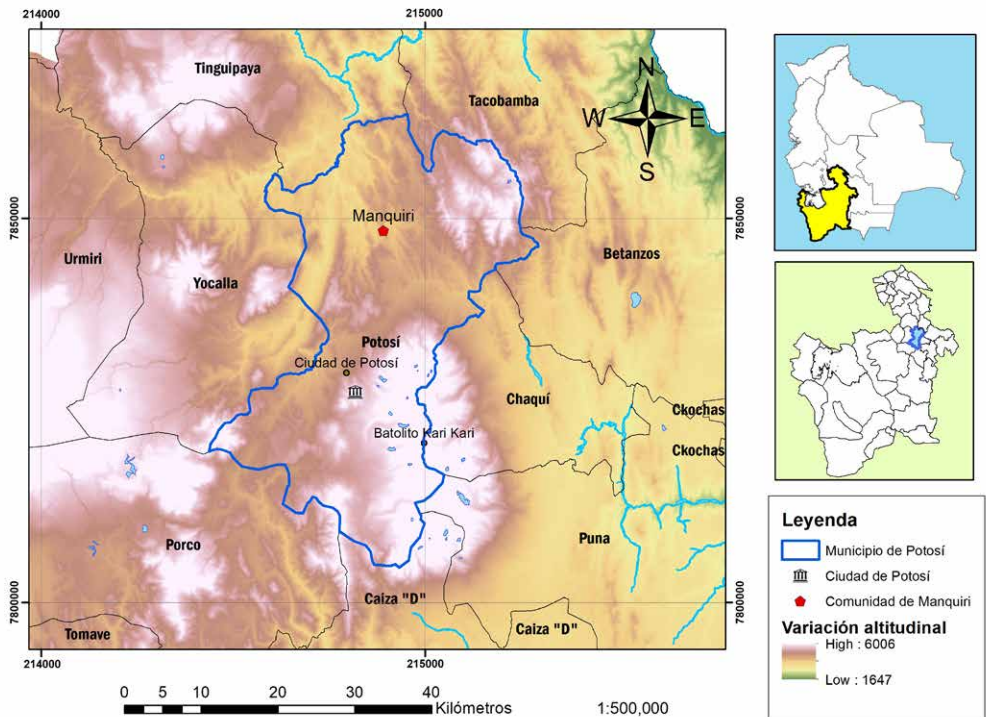 214000
215000
Tinguipaya
Tacobamba
N
W
E
S
7850000
7850000
Manquiri
Urmiri
Yocalla
Betanzos
Potosí
Ciudad de Potosí
Chaquí
Ckochas
Batolito Kari Kari
Ckochas
Porco
Puna
7800000
7800000
Caiza "D"
Caiza "D"
Tomave
214000
215000
0
5
10
20
30
40
Kilómetros
1:500,000
Leyenda
Municipio de Potosí
Ciudad de Potosí
Comunidad de Manquiri
Variación altitudinal
High : 6006
Low : 1647